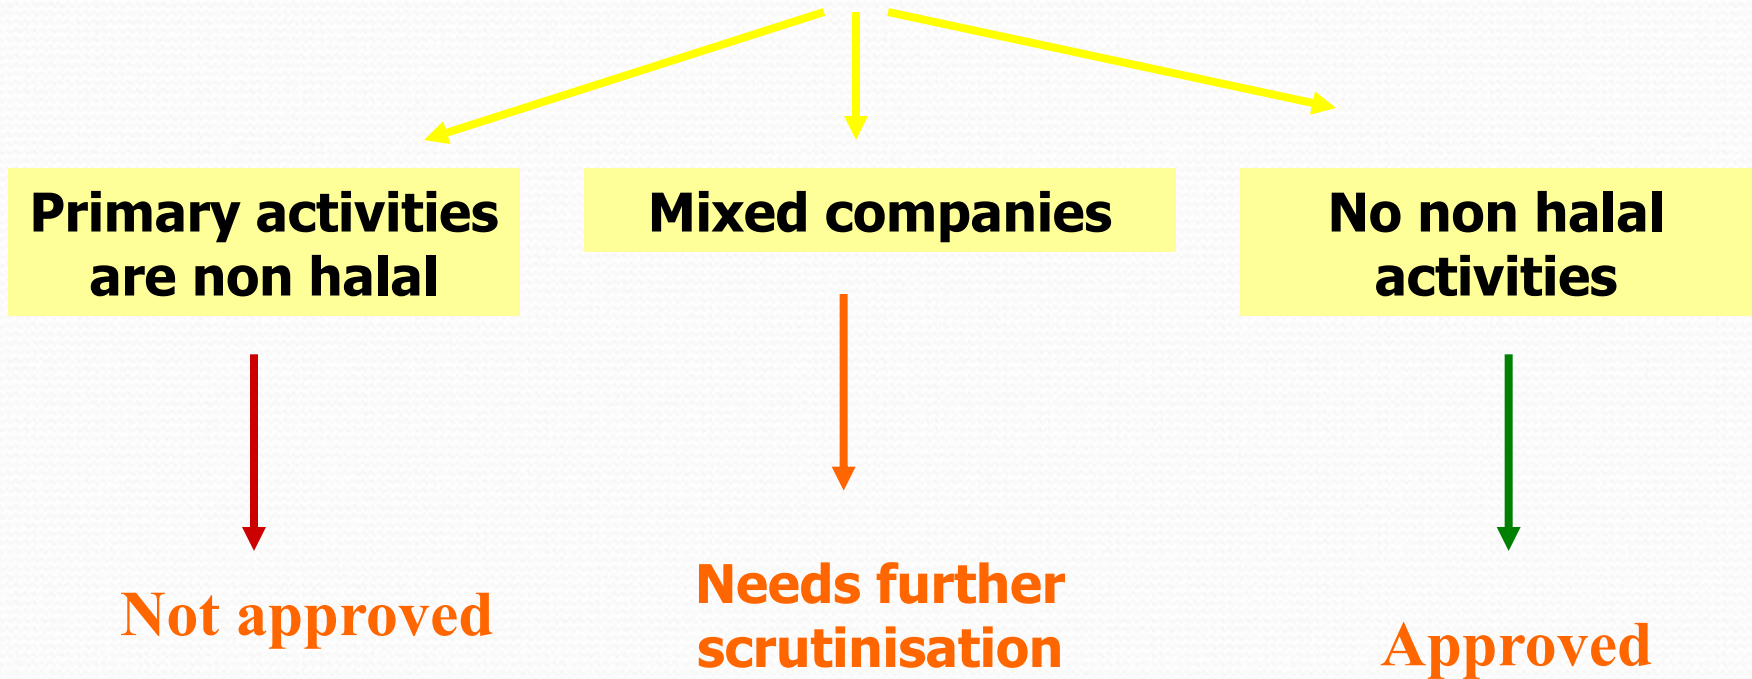 Primary activities
are non halal
Mixed companies
No non halal
activities
Not approved
Needs further
scrutinisation
Approved